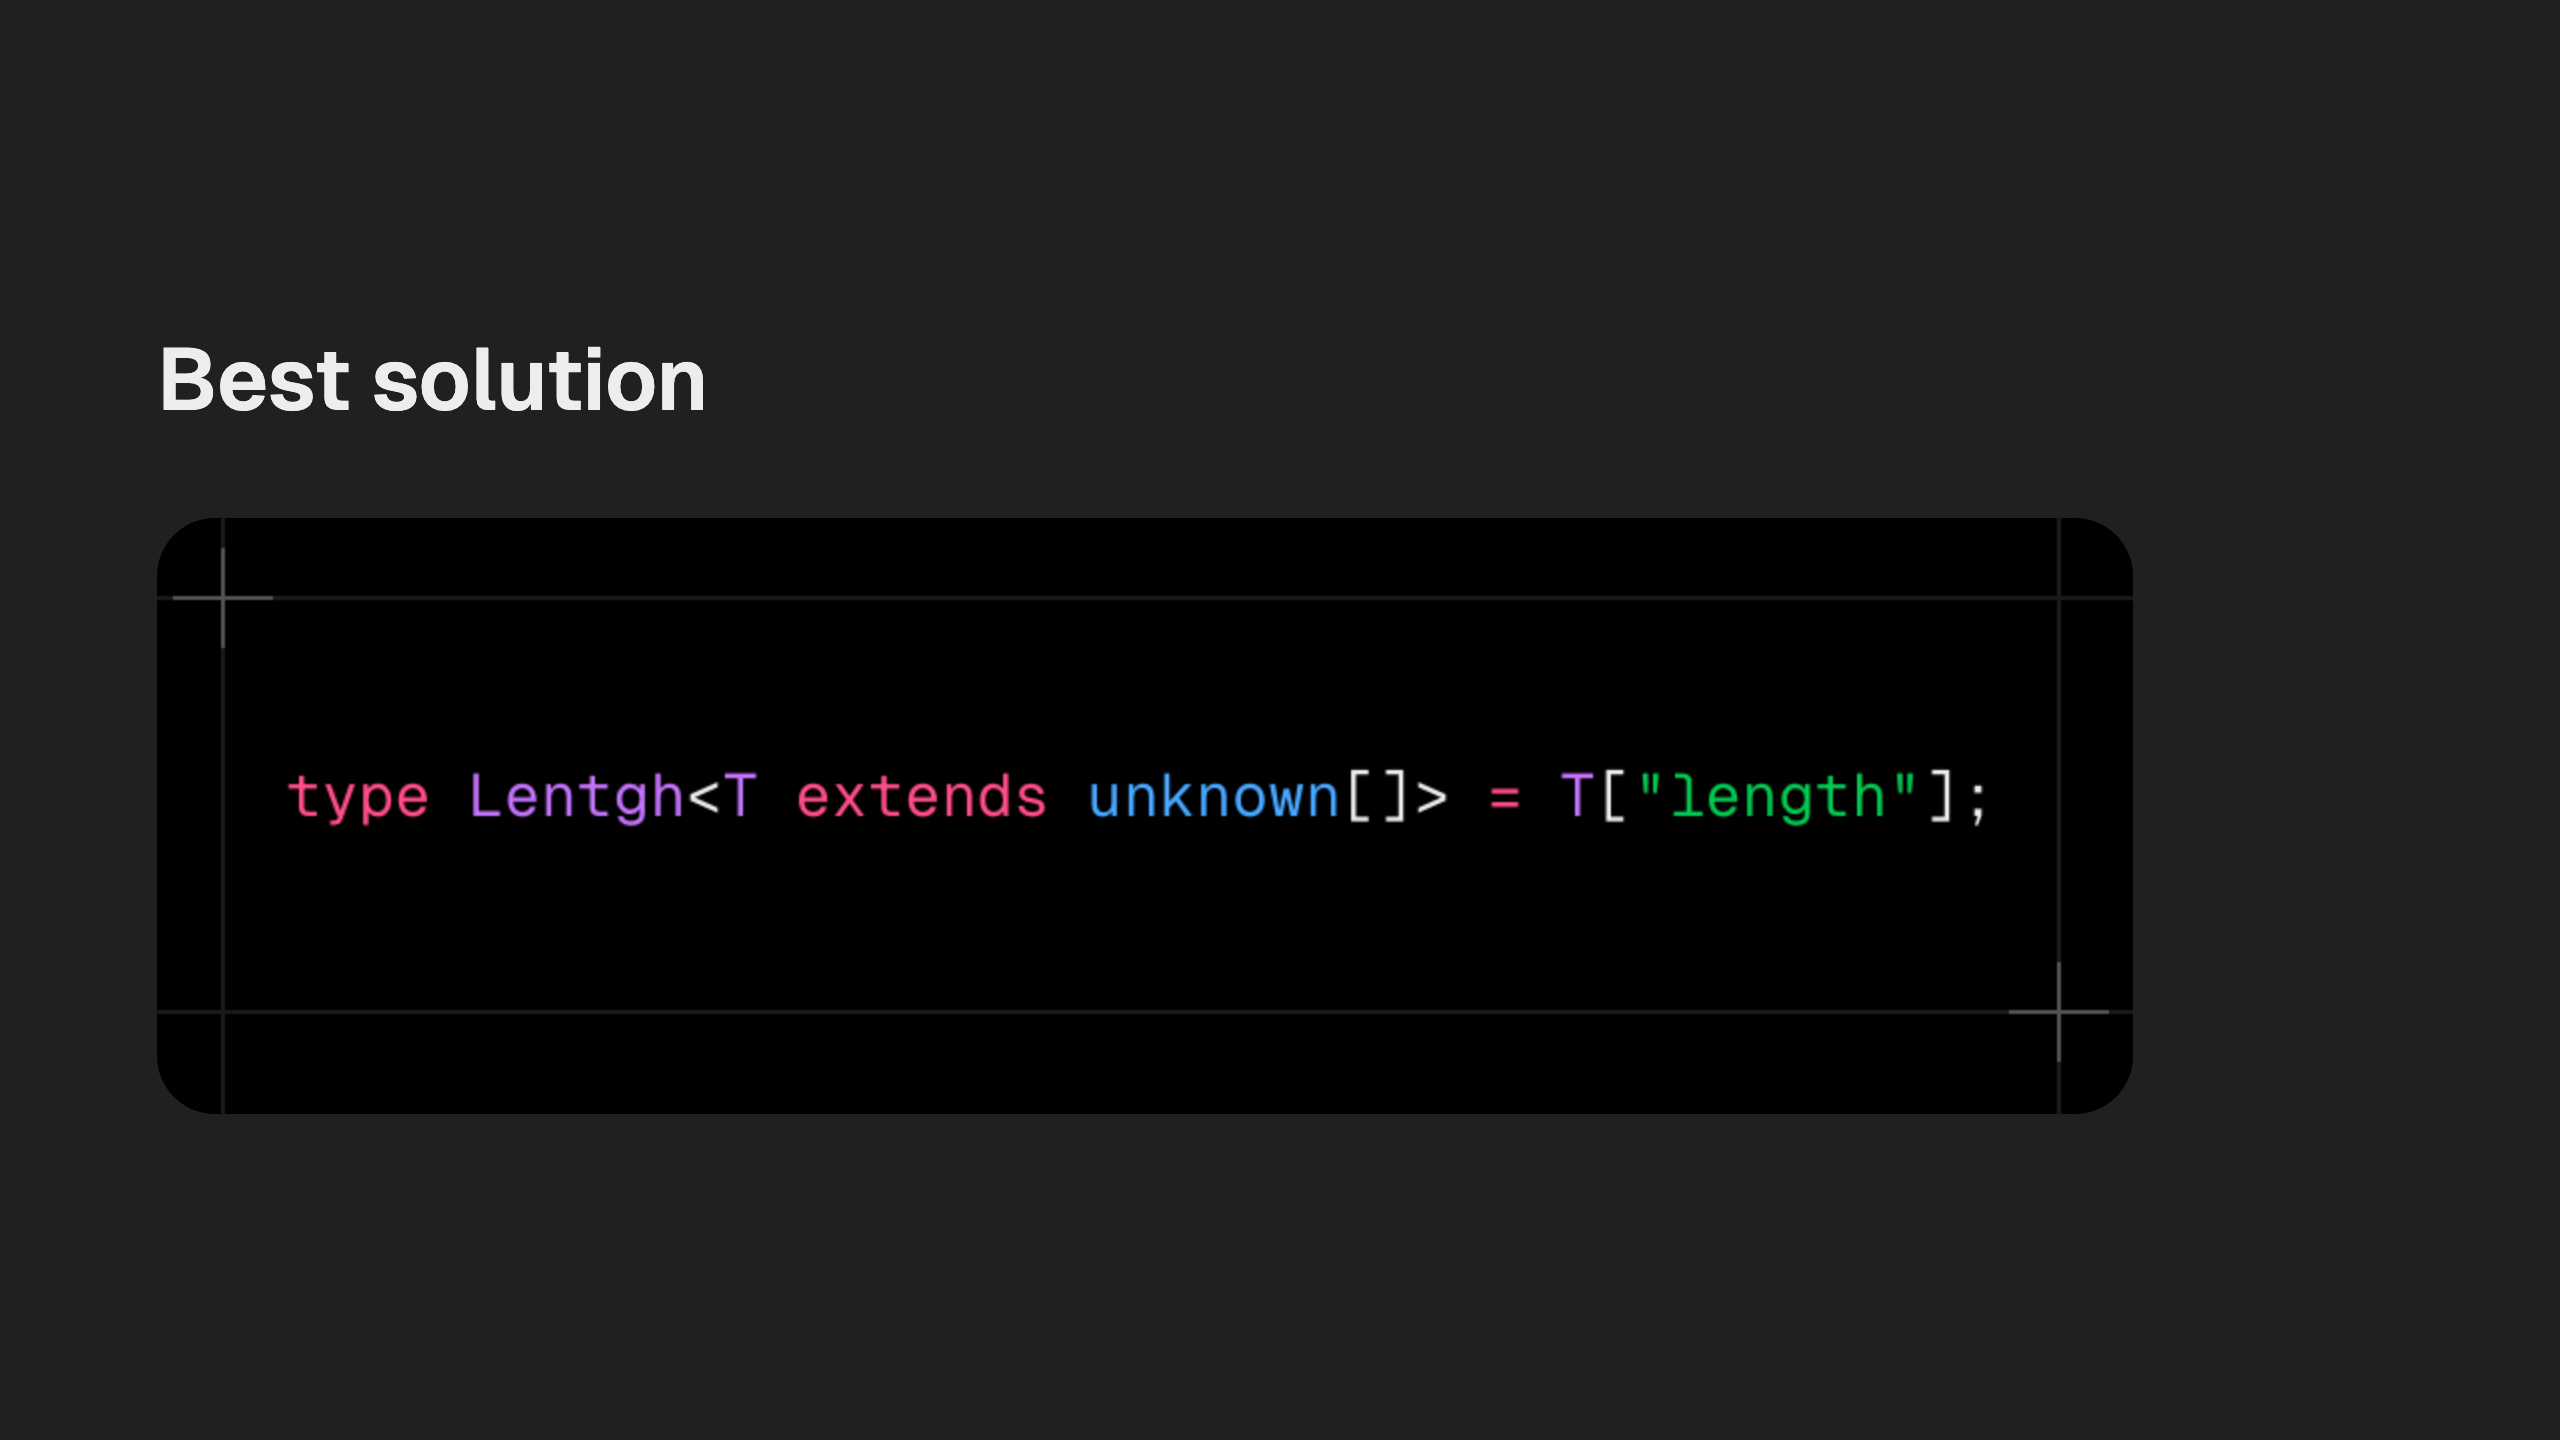 Best solution
type Lentgh<T extends unknown[]> = T["length"];